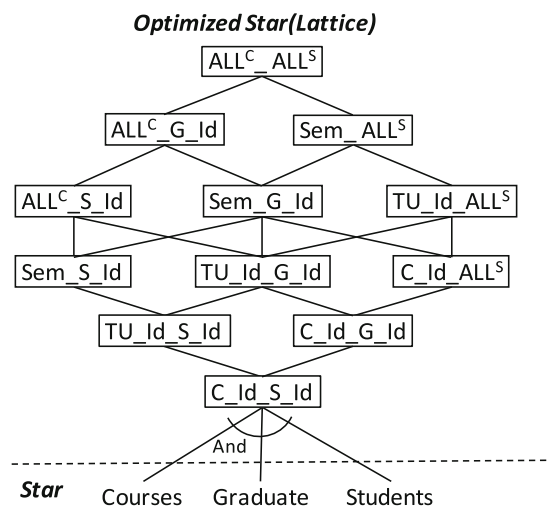 Optimized Star(Lattice)
ALL^C_ ALL^S
ALL^C_G_Id Sem_ ALL^S
ALL^C_S_Id Sem_G_Id TU_Id_ALL^S
Sem_S_Id TU_Id_G_Id C_Id_ALL^S
TU_Id_S_Id C_Id_G_Id
C_Id_S_Id
And
Star Courses Graduate Students